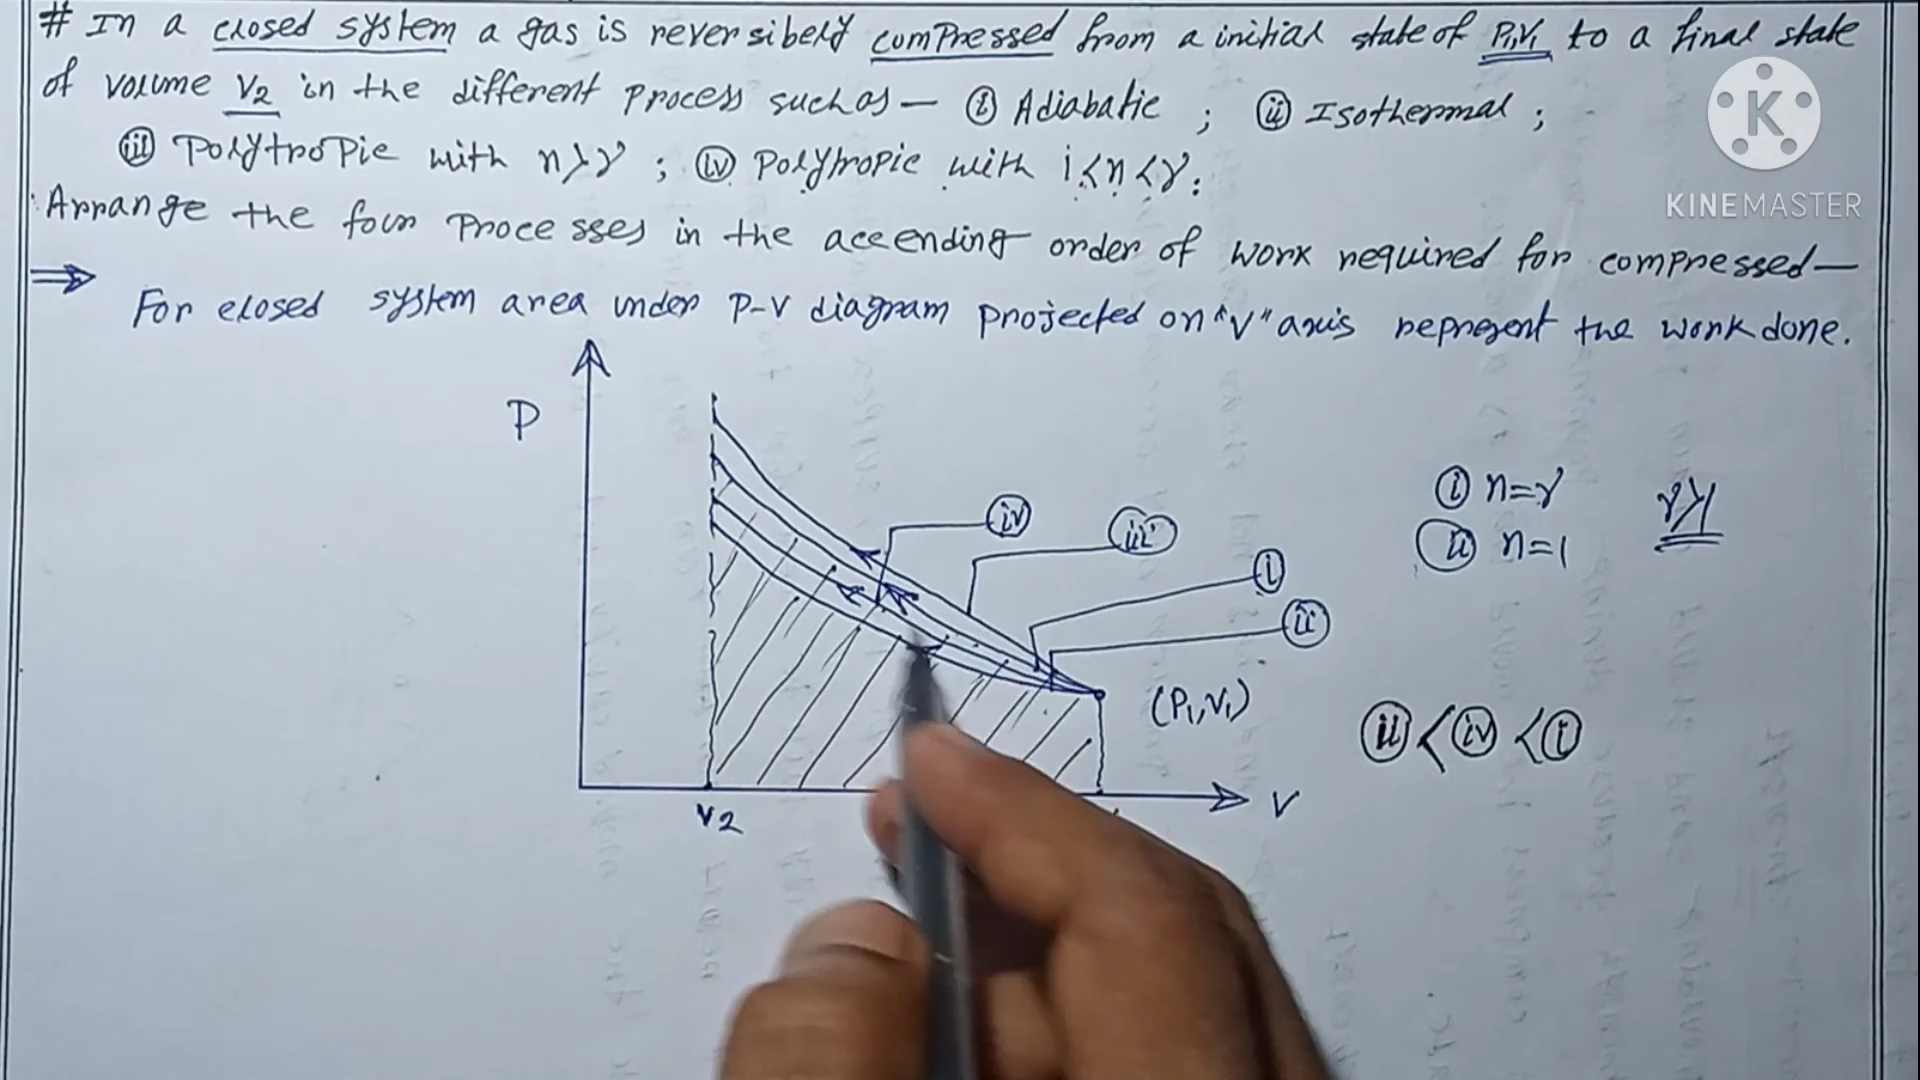 # In a closed system a gas is reversibely compressed from a initial state of P1,V1 to a final state
of volume V2 in the different process such as — (i) Adiabatic ; (ii) Isothermal ;
(iii) Polytropic with n>γ ; (iv) Polytropic with 1<n<γ.
Arrange the four processes in the accending order of work required for compressed—
⇒ For closed system area under P-V diagram projected on "V" axis represent the work done.
P
(iv)
(iii)
(i)
(ii)
(P1,V1)
V2
V
(i) n=γ
γ>1
(ii) n=1
(ii) < (iv) < (i)
K
KINEMASTER